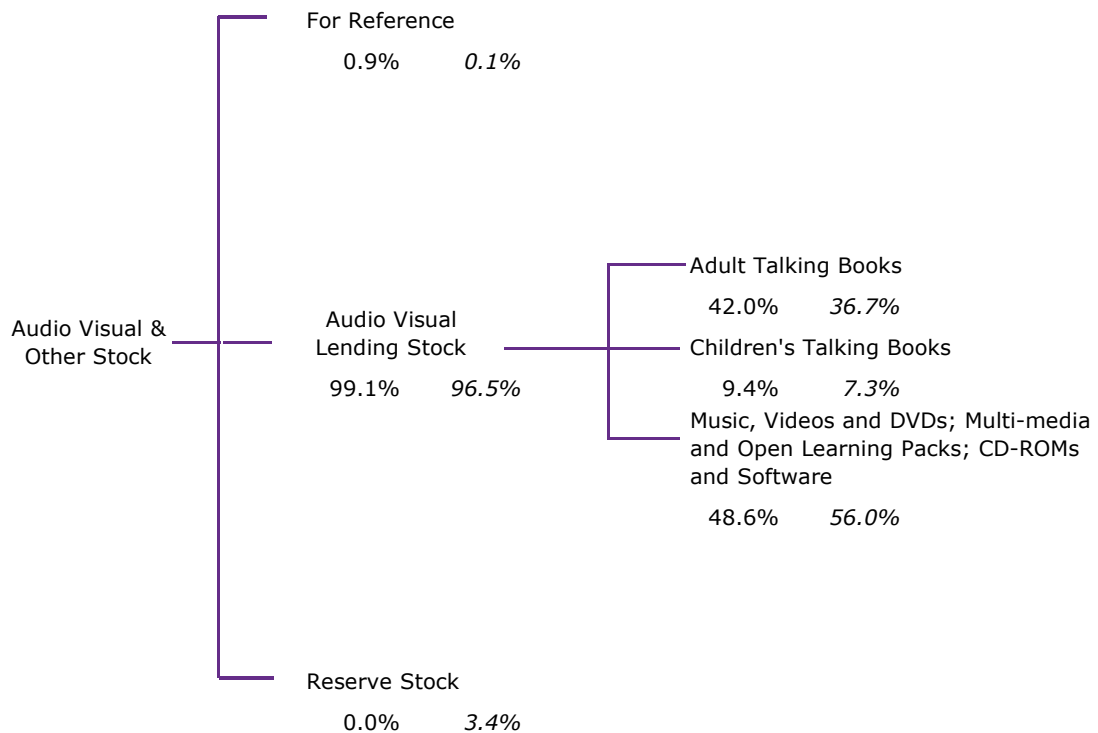 For Reference
0.9% 0.1%
Audio Visual &
Other Stock
Audio Visual
Lending Stock
99.1% 96.5%
Adult Talking Books
42.0% 36.7%
Children's Talking Books
9.4% 7.3%
Music, Videos and DVDs; Multi-media
and Open Learning Packs; CD-ROMs
and Software
48.6% 56.0%
Reserve Stock
0.0% 3.4%